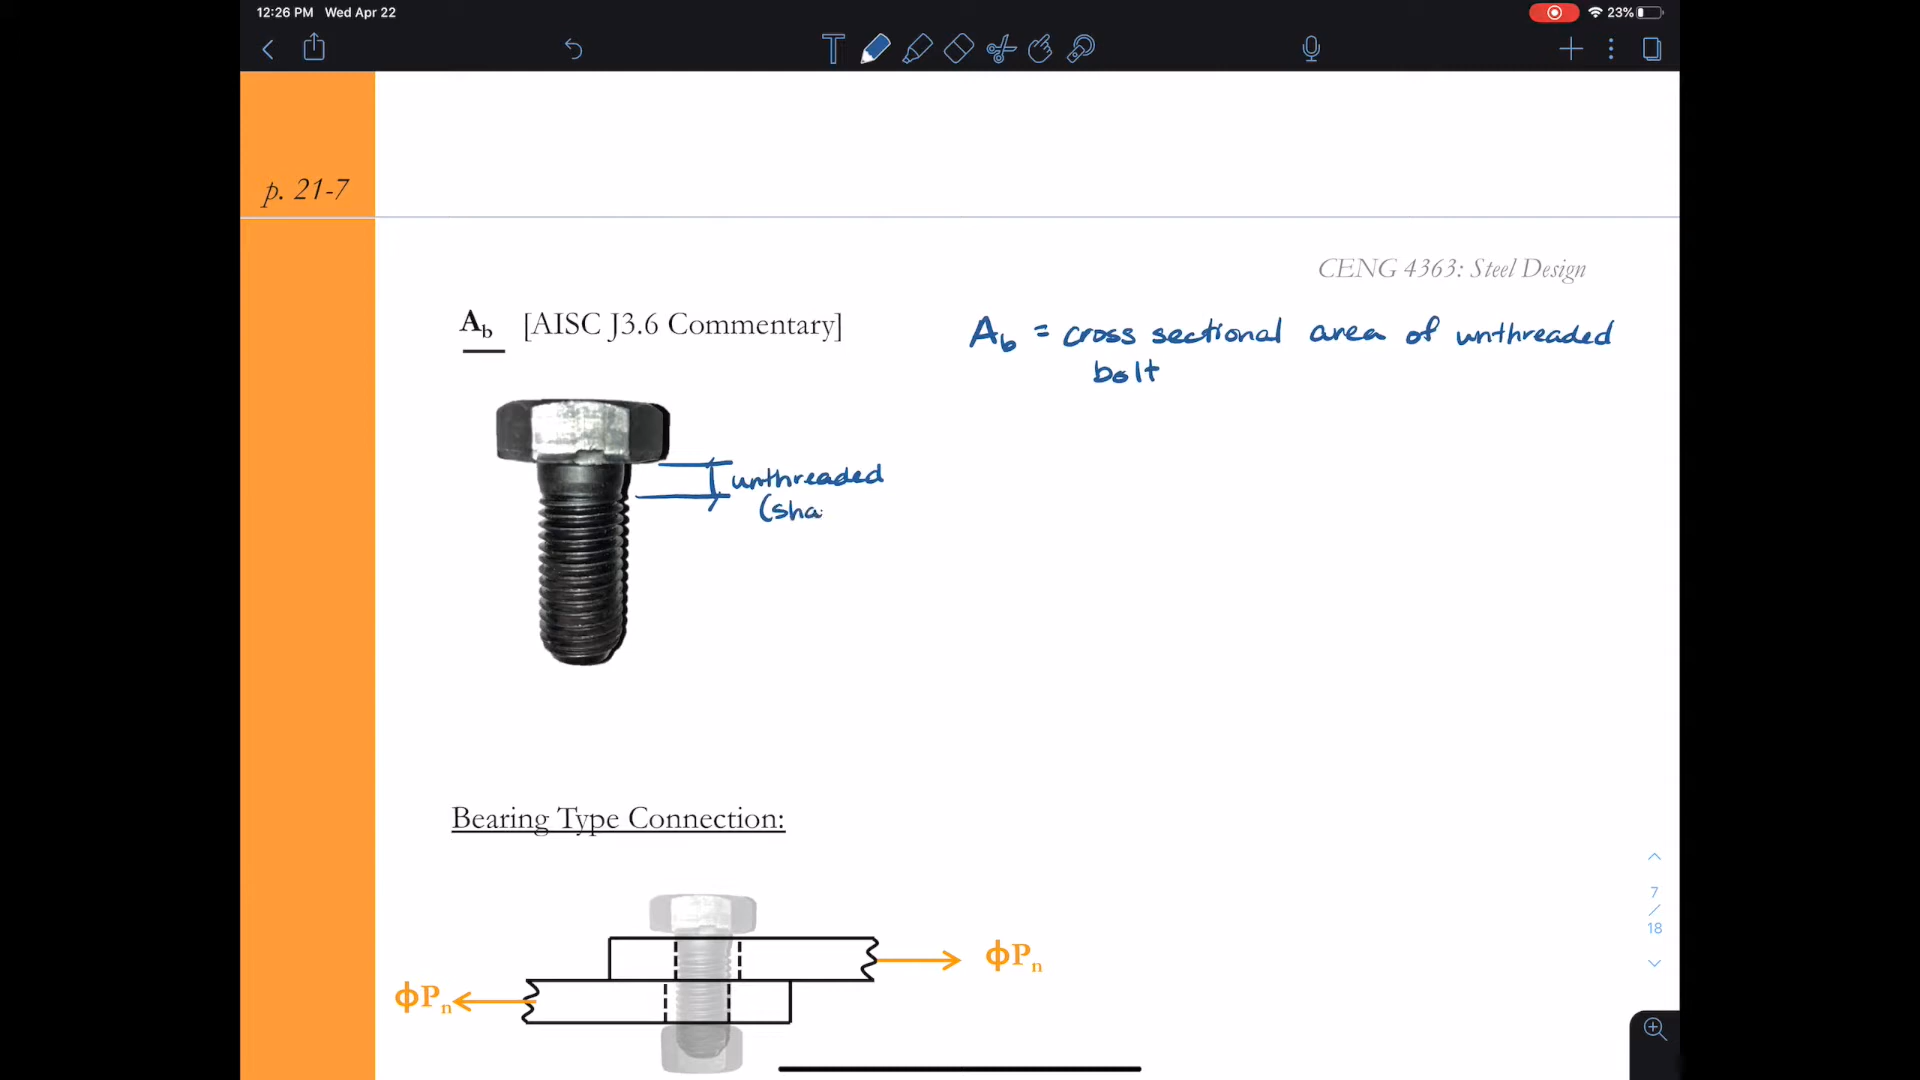 12:26 PM Wed Apr 22
23%
p. 21-7
CENG 4363: Steel Design
Ab [AISC J3.6 Commentary]
Ab = cross sectional area of unthreaded
bolt
unthreaded
(sha
Bearing Type Connection:
7
/
18
ϕPn
ϕPn